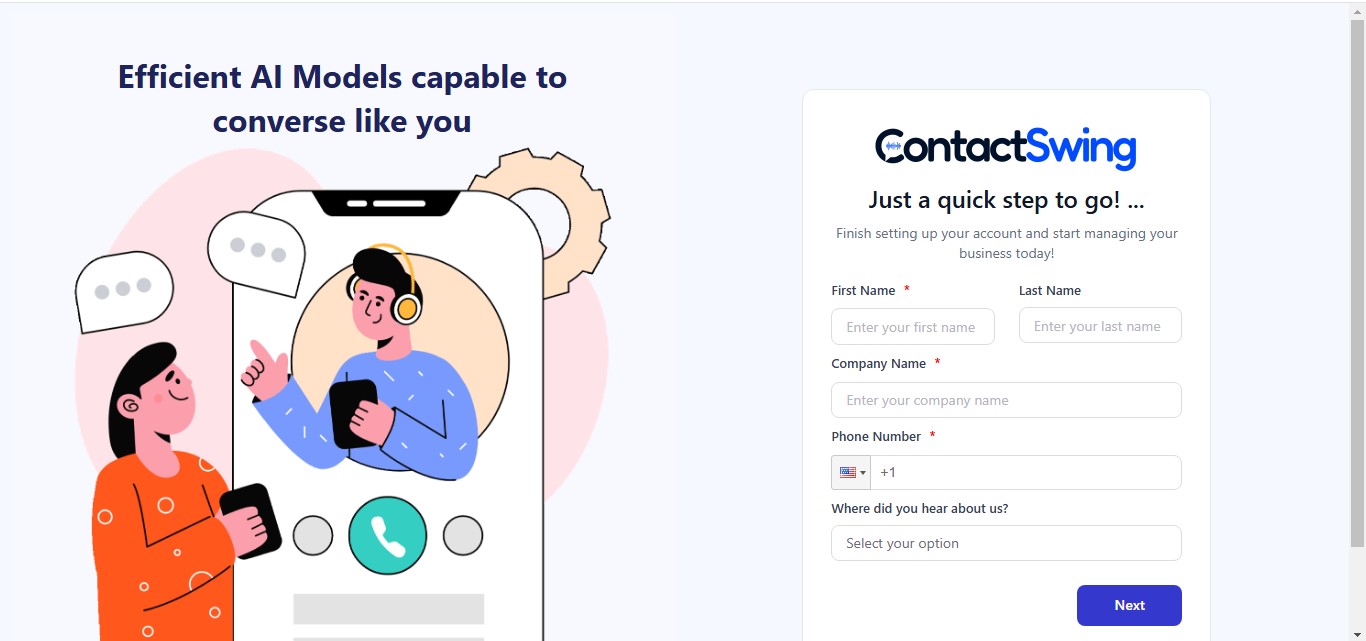 Efficient AI Models capable to
converse like you
ContactSwing
Just a quick step to go! ...
Finish setting up your account and start managing your
business today!
First Name *
Last Name
Enter your first name
Enter your last name
Company Name *
Enter your company name
Phone Number *
+1
Where did you hear about us?
Select your option
Next